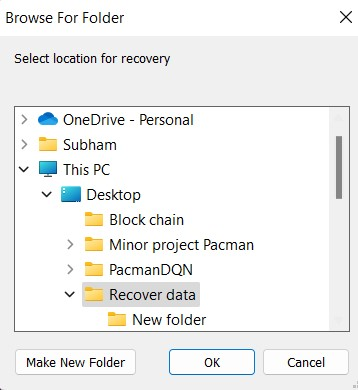 Browse For Folder
Select location for recovery
OneDrive - Personal
Subham
This PC
Desktop
Block chain
Minor project Pacman
PacmanDQN
Recover data
New folder
Make New Folder
OK
Cancel